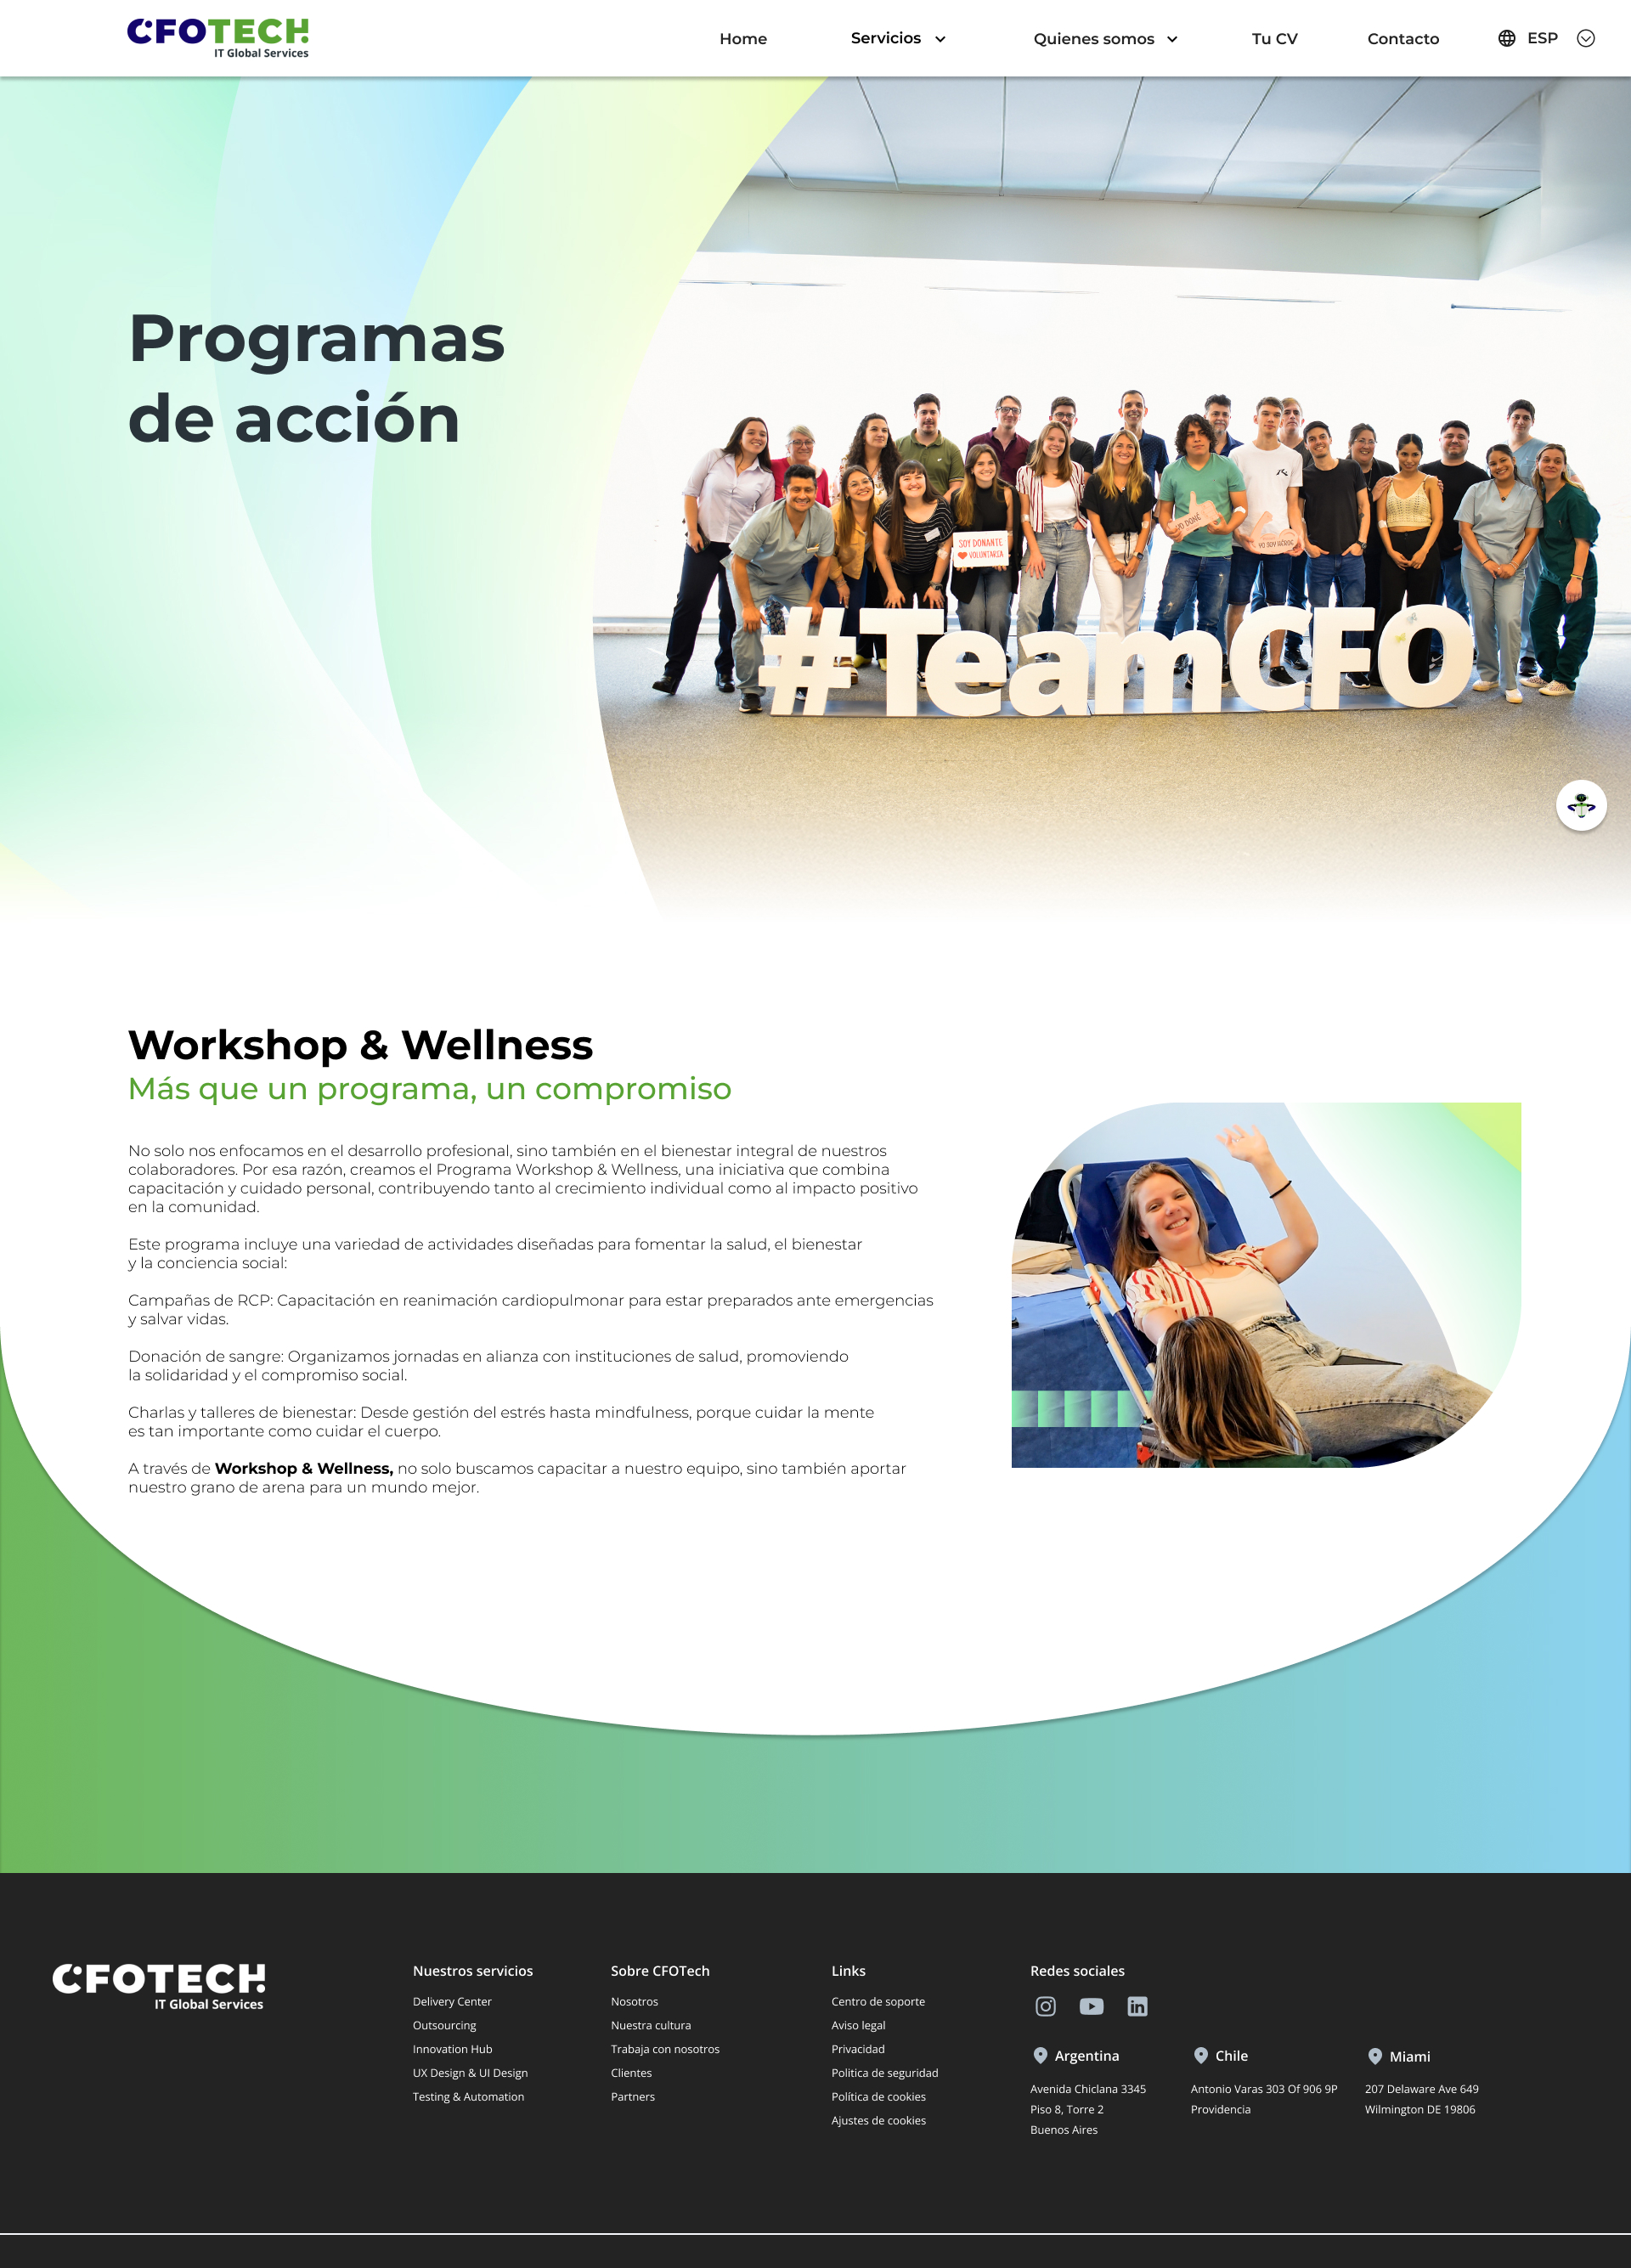 CFOTECH
IT Global Services
Home
Servicios
Quienes somos
Tu CV
Contacto
ESP
Programas
de acción
SOY DONANTE
VOLUNTARIA
YO DONÉ
YO SOY HÉROE
#TeamCFO
Workshop & Wellness
Más que un programa, un compromiso
No solo nos enfocamos en el desarrollo profesional, sino también en el bienestar integral de nuestros
colaboradores. Por esa razón, creamos el Programa Workshop & Wellness, una iniciativa que combina
capacitación y cuidado personal, contribuyendo tanto al crecimiento individual como al impacto positivo
en la comunidad.
Este programa incluye una variedad de actividades diseñadas para fomentar la salud, el bienestar
y la conciencia social:
Campañas de RCP: Capacitación en reanimación cardiopulmonar para estar preparados ante emergencias
y salvar vidas.
Donación de sangre: Organizamos jornadas en alianza con instituciones de salud, promoviendo
la solidaridad y el compromiso social.
Charlas y talleres de bienestar: Desde gestión del estrés hasta mindfulness, porque cuidar la mente
es tan importante como cuidar el cuerpo.
A través de Workshop & Wellness, no solo buscamos capacitar a nuestro equipo, sino también aportar
nuestro grano de arena para un mundo mejor.
CFOTECH
IT Global Services
Nuestros servicios
Delivery Center
Outsourcing
Innovation Hub
UX Design & UI Design
Testing & Automation
Sobre CFOTech
Nosotros
Nuestra cultura
Trabaja con nosotros
Clientes
Partners
Links
Centro de soporte
Aviso legal
Privacidad
Politica de seguridad
Política de cookies
Ajustes de cookies
Redes sociales
Argentina
Avenida Chiclana 3345
Piso 8, Torre 2
Buenos Aires
Chile
Antonio Varas 303 Of 906 9P
Providencia
Miami
207 Delaware Ave 649
Wilmington DE 19806